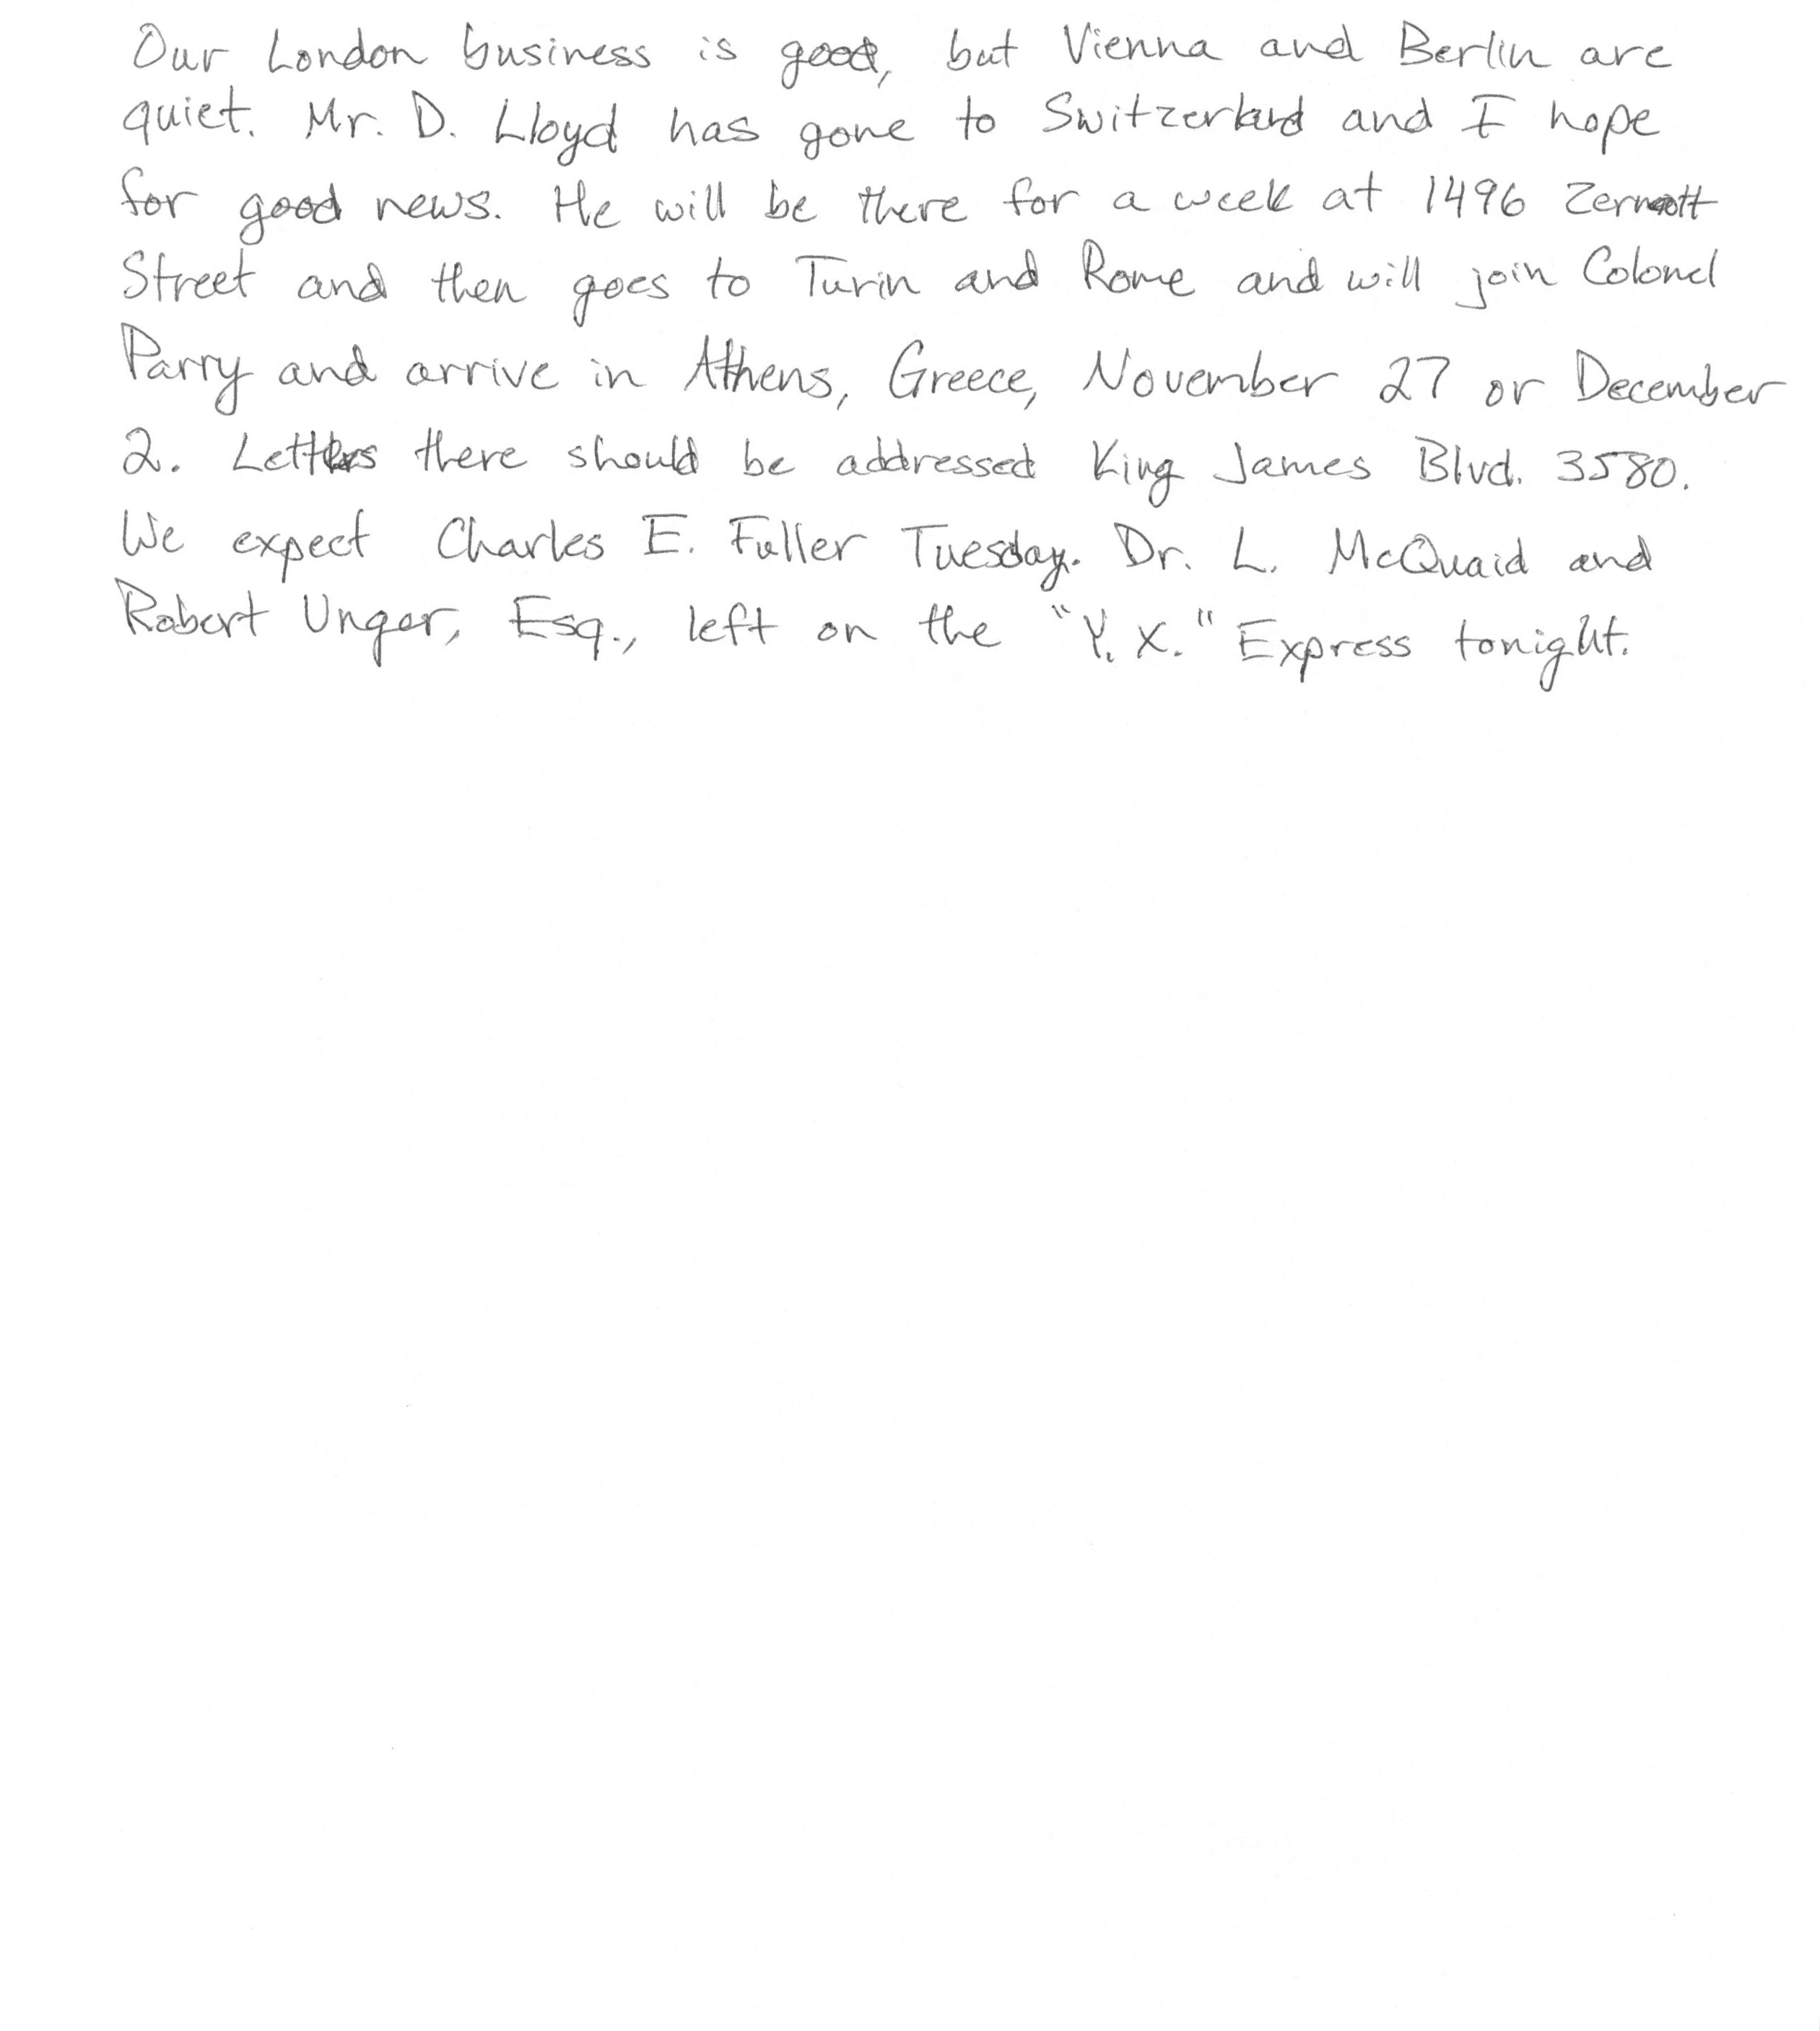 Our London business is good, but Vienna and Berlin are
quiet. Mr. D. Lloyd has gone to Switzerland and I hope
for good news. He will be there for a week at 1496 Zermott
Street and then goes to Turin and Rome and will join Colonel
Parry and arrive in Athens, Greece, November 27 or December
2. Letters there should be addressed King James Blvd. 3580.
We expect Charles E. Fuller Tuesday. Dr. L. McQuaid and
Robert Unger, Esq., left on the "Y. X." Express tonight.